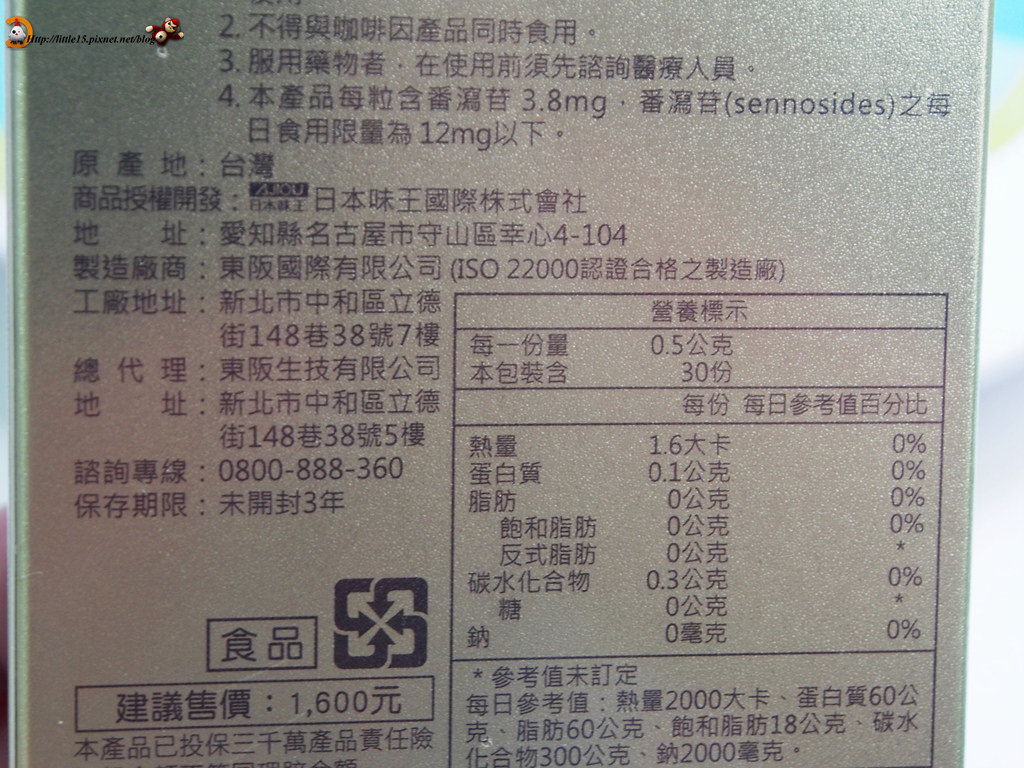 Http://little15.pixnet.net/blog
2. 不得與咖啡因產品同時食用。
3. 服用藥物者，在使用前須先諮詢醫療人員。
4. 本產品每粒含番瀉苷 3.8mg，番瀉苷(sennosides)之每
日食用限量為 12mg以下。
原產地：台灣
商品授權開發：AJIOU 日本味王 日本味王國際株式會社
地址：愛知縣名古屋市守山區幸心4-104
製造廠商：東阪國際有限公司 (ISO 22000認證合格之製造廠)
工廠地址：新北市中和區立德
街148巷38號7樓
總代理：東阪生技有限公司
地址：新北市中和區立德
街148巷38號5樓
諮詢專線：0800-888-360
保存期限：未開封3年
食品
建議售價：1,600元
本產品已投保三千萬產品責任險
營養標示
每一份量 0.5公克
本包裝含 30份
每份 每日參考值百分比
熱量 1.6大卡 0%
蛋白質 0.1公克 0%
脂肪 0公克 0%
飽和脂肪 0公克 0%
反式脂肪 0公克 *
碳水化合物 0.3公克 0%
糖 0公克 *
鈉 0毫克 0%
* 參考值未訂定
每日參考值：熱量2000大卡、蛋白質60公
克、脂肪60公克、飽和脂肪18公克、碳水
化合物300公克、鈉2000毫克。